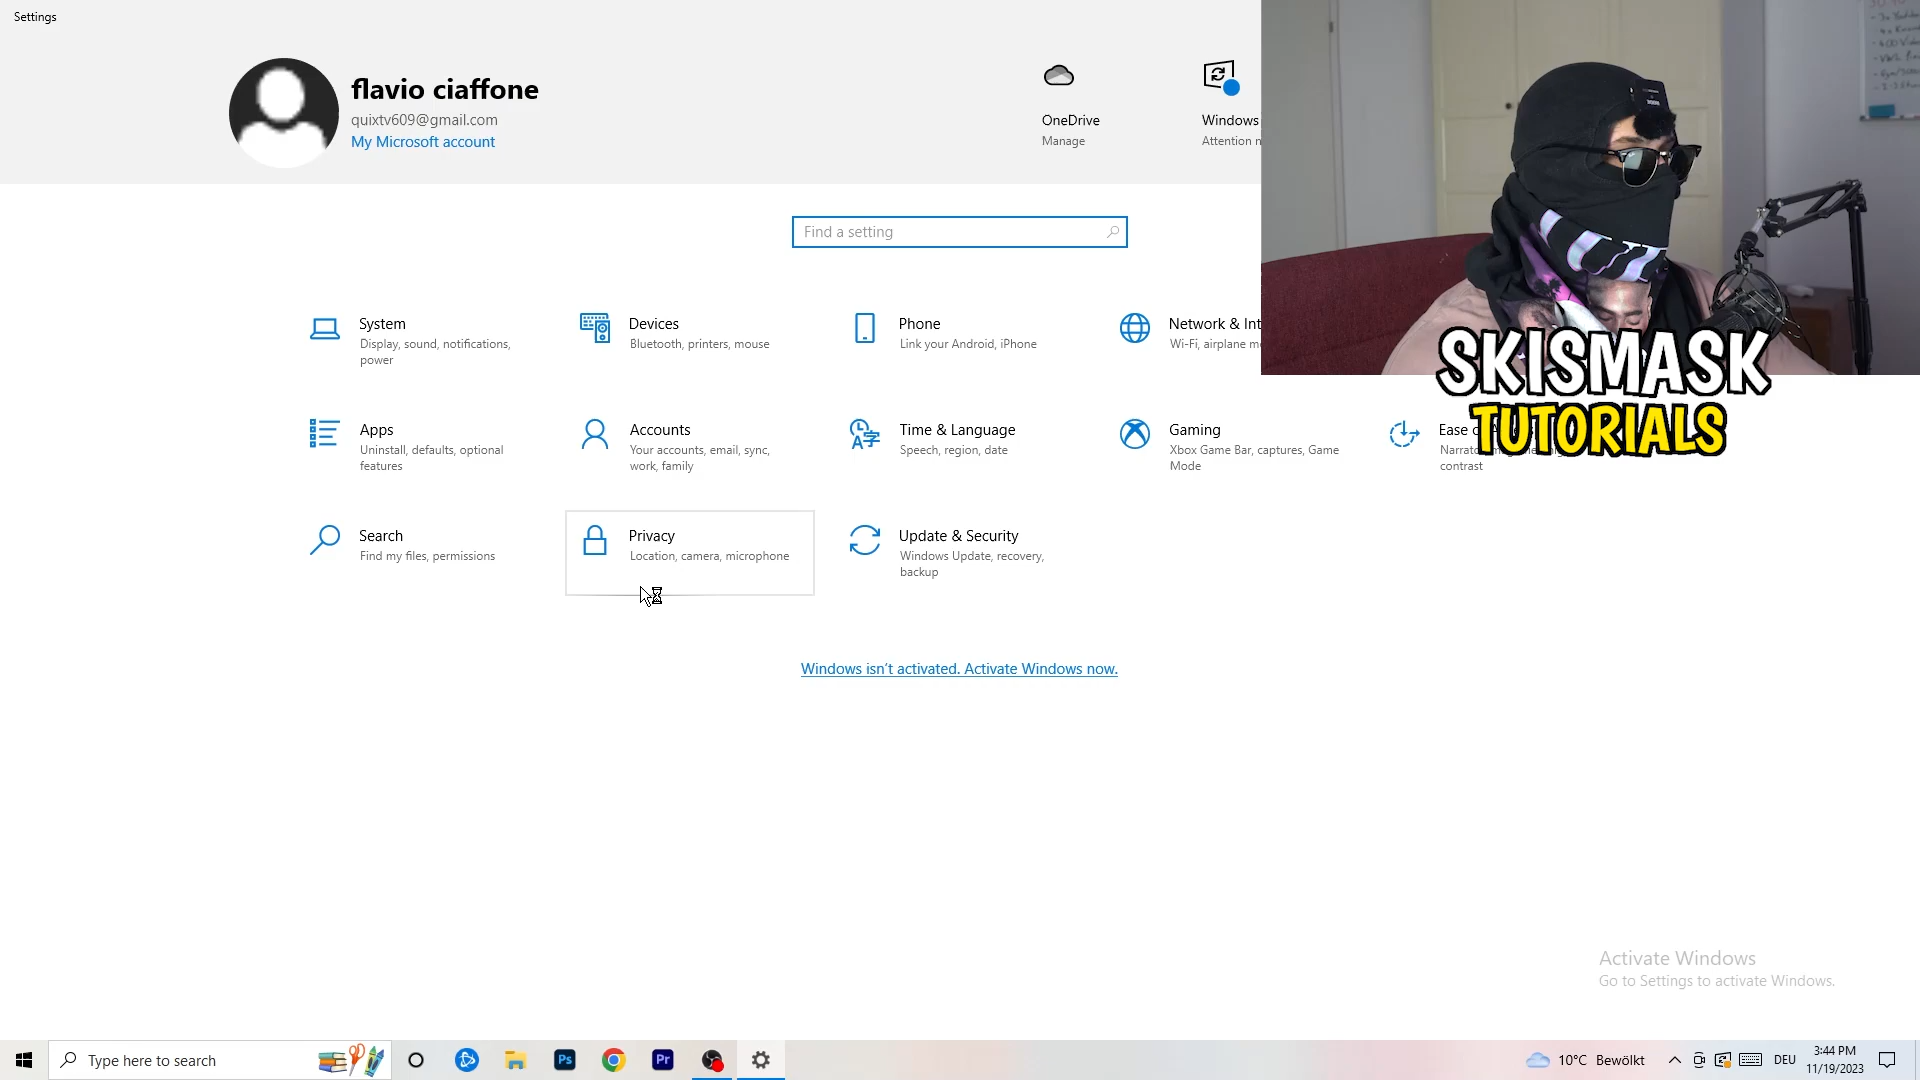 Settings
flavio ciaffone
quixtv609@gmail.com
My Microsoft account
OneDrive
Manage
Windows
Attention n
Find a setting
System
Display, sound, notifications,
power
Devices
Bluetooth, printers, mouse
Phone
Link your Android, iPhone
Network & Int
Wi-Fi, airplane m
SKISMASK
TUTORIALS
Apps
Uninstall, defaults, optional
features
Accounts
Your accounts, email, sync,
work, family
Time & Language
Speech, region, date
Gaming
Xbox Game Bar, captures, Game
Mode
Ease
contrast
Search
Find my files, permissions
Privacy
Location, camera, microphone
Update & Security
Windows Update, recovery,
backup
Windows isn't activated. Activate Windows now.
Activate Windows
Go to Settings to activate Windows.
Type here to search
Ps
Pr
10°C Bewölkt
DEU
3:44 PM
11/19/2023